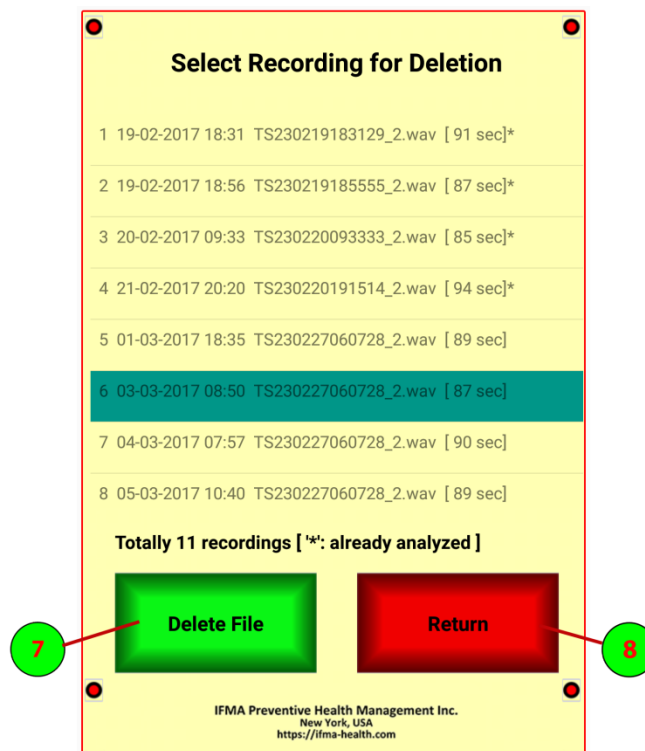 Select Recording for Deletion
1 19-02-2017 18:31 TS230219183129_2.wav [ 91 sec]*
2 19-02-2017 18:56 TS230219185555_2.wav [ 87 sec]*
3 20-02-2017 09:33 TS230220093333_2.wav [ 85 sec]*
4 21-02-2017 20:20 TS230220191514_2.wav [ 94 sec]*
5 01-03-2017 18:35 TS230227060728_2.wav [ 89 sec]
6 03-03-2017 08:50 TS230227060728_2.wav [ 87 sec]
7 04-03-2017 07:57 TS230227060728_2.wav [ 90 sec]
8 05-03-2017 10:40 TS230227060728_2.wav [ 89 sec]
Totally 11 recordings [ '*': already analyzed ]
7 Delete File Return 8
IFMA Preventive Health Management Inc.
New York, USA
https://ifma-health.com